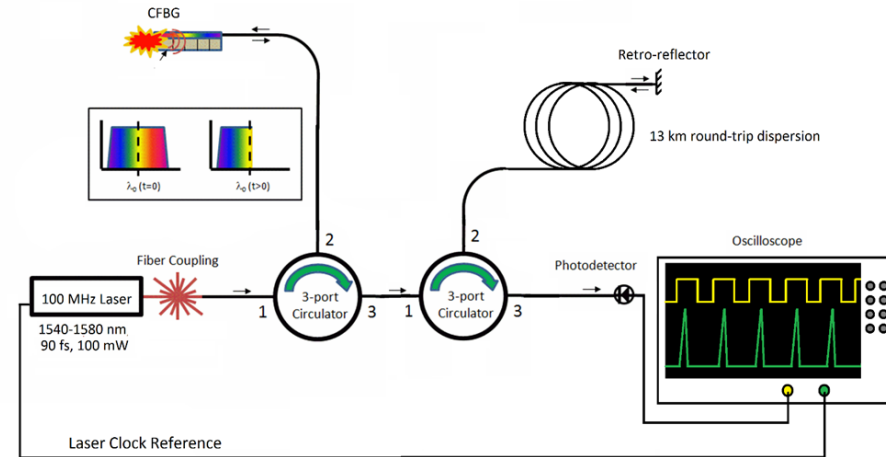 CFBG
Retro-reflector
13 km round-trip dispersion
λ₀ (t=0)
λ₀ (t>0)
2
2
Oscilloscope
Fiber Coupling
Photodetector
100 MHz Laser
3-port
Circulator
3-port
Circulator
1
3
1
3
1540-1580 nm
90 fs, 100 mW
Laser Clock Reference